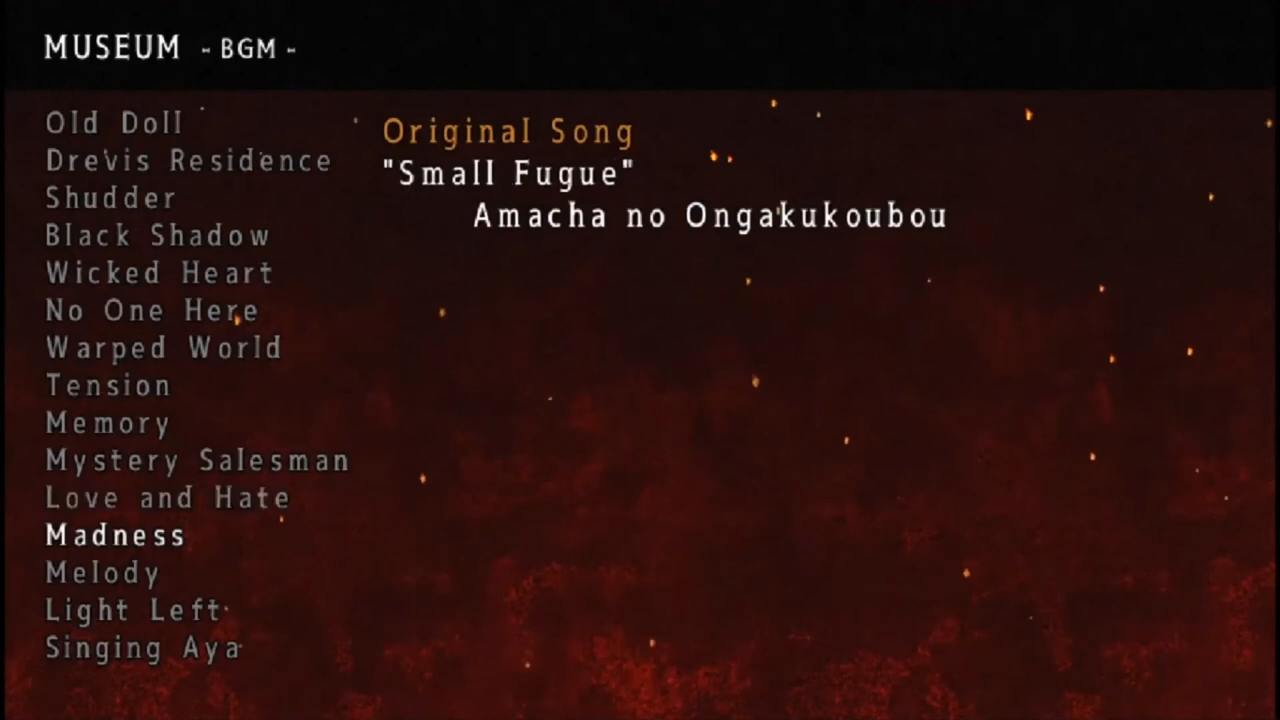 MUSEUM - BGM -
Old Doll
Drevis Residence
Shudder
Black Shadow
Wicked Heart
No One Here
Warped World
Tension
Memory
Mystery Salesman
Love and Hate
Madness
Melody
Light Left
Singing Aya
Original Song
"Small Fugue"
Amacha no Ongakukoubou